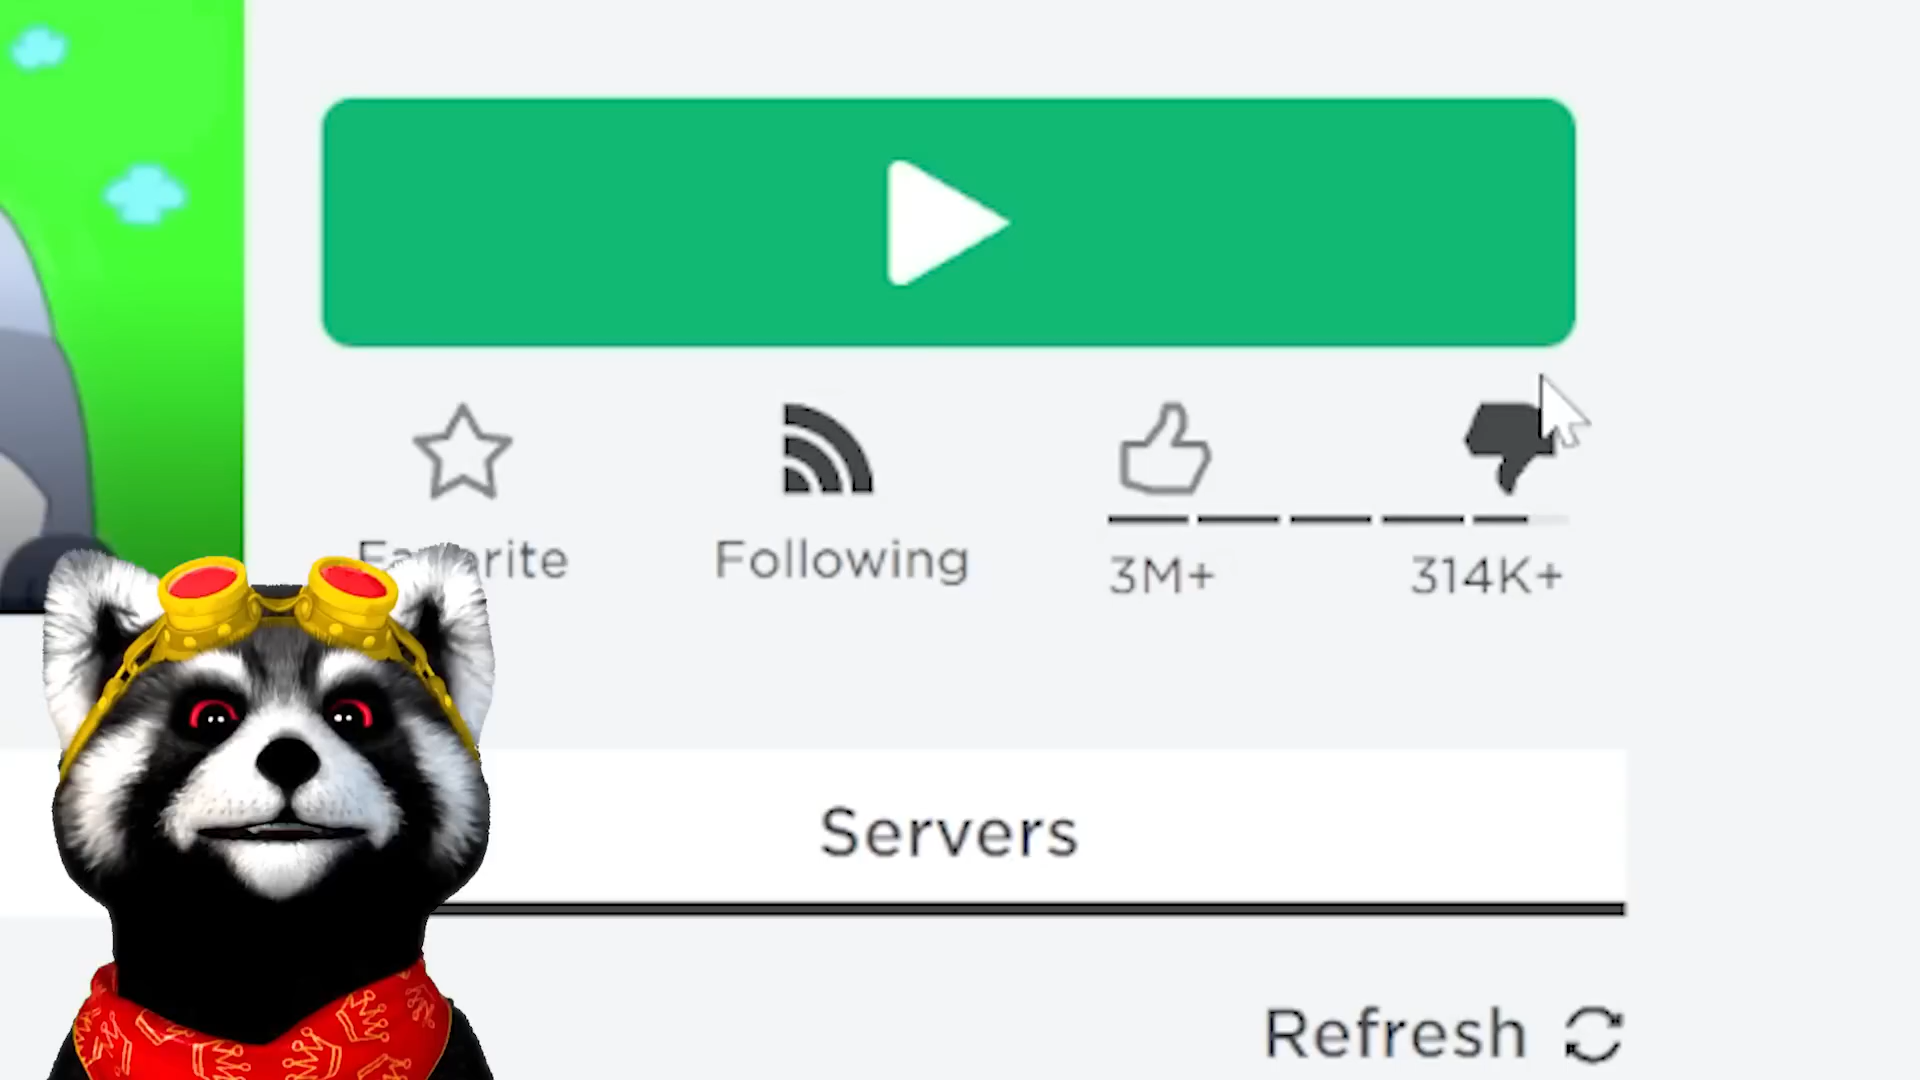 Following
3M+
314K+
Servers
Refresh